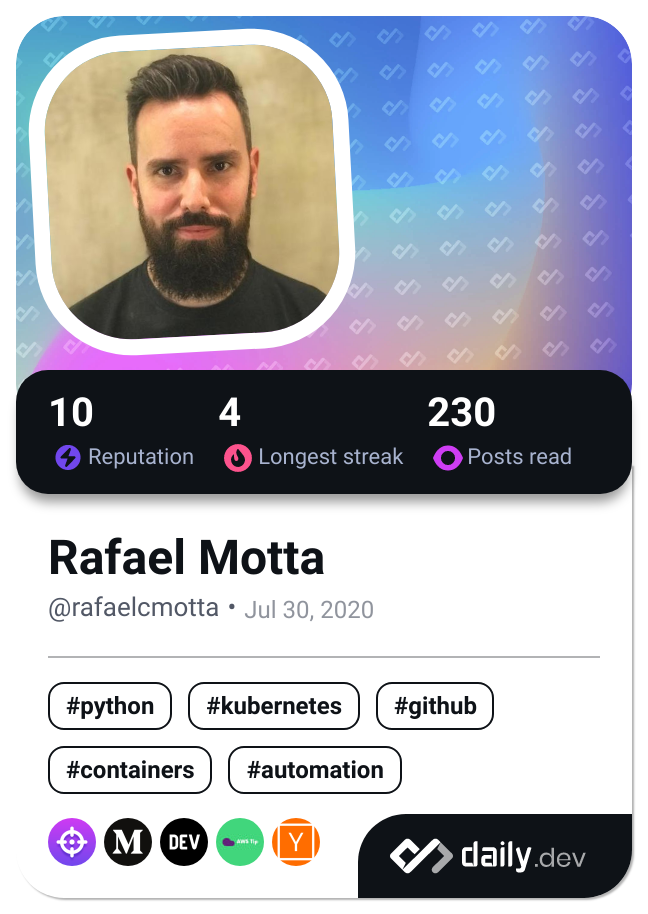 10 4 230
Reputation Longest streak Posts read
Rafael Motta
@rafaelcmotta • Jul 30, 2020
#python #kubernetes #github
#containers #automation
M DEV AWS Tip Y
daily.dev